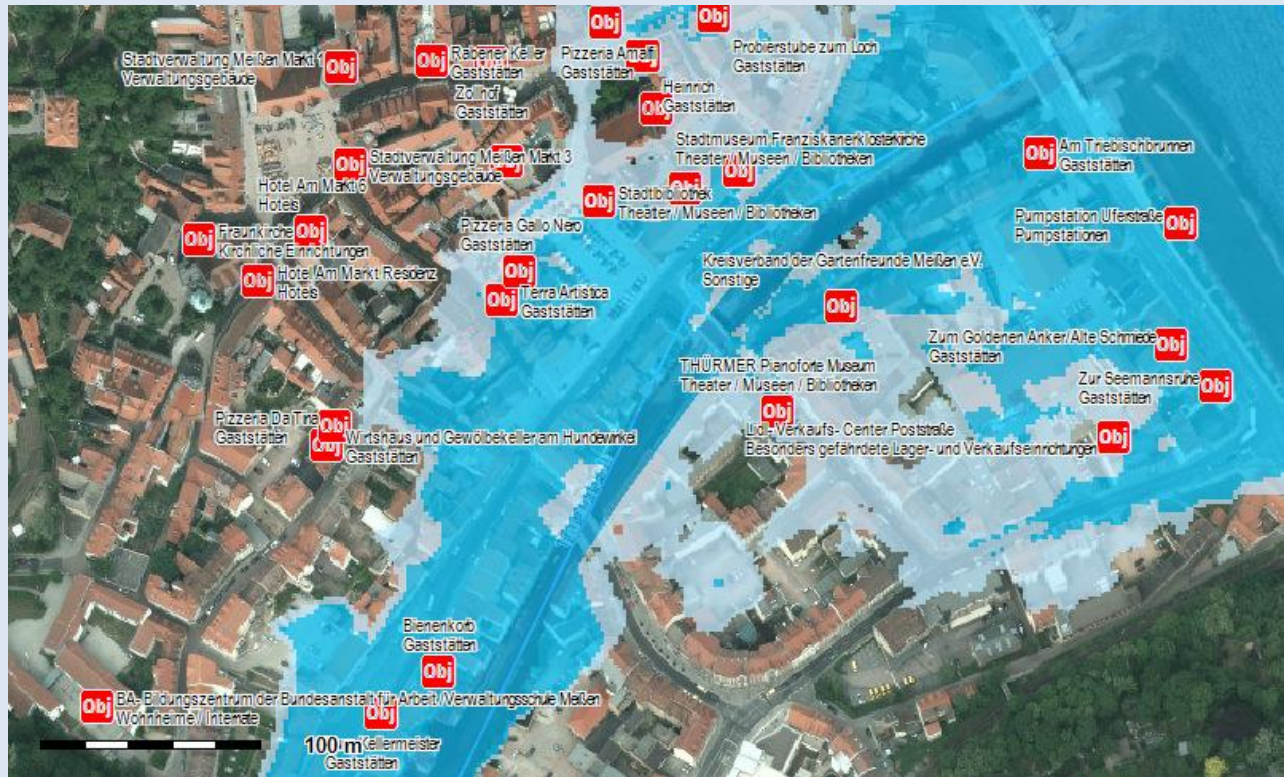 Obj
Obj
Stadtverwaltung Meißen Markt 1
Verwaltungsgebäude
Obj
Obj
Rabener Keller
Gaststätten
Zollhof
Gaststätten
Pizzeria Amalfi
Gaststätten
Obj
Probierstube zum Loch
Gaststätten
Heinrich
Gaststätten
Obj
Stadtmuseum Franziskanerklosterkirche
Theater / Museen / Bibliotheken
Obj
Obj
Am Triebischbrunnen
Gaststätten
Obj
Stadtverwaltung Meißen Markt 3
Verwaltungsgebäude
Obj
Hotel Am Markt 6
Hotels
Obj
Stadtbibliothek
Theater / Museen / Bibliotheken
Obj
Pumpstation Uferstraße
Pumpstationen
Obj
Obj
Fraunkirche
Kirchliche Einrichtungen
Obj
Pizzeria Gallo Nero
Gaststätten
Obj
Kreisverband der Gartenfreunde Meißen e.V.
Sonstige
Obj
Obj
Hotel Am Markt Residenz
Hotels
Obj
Terra Artistica
Gaststätten
Zum Goldenen Anker/Alte Schmiede
Gaststätten
Obj
THÜRMER Pianoforte Museum
Theater / Museen / Bibliotheken
Obj
Zur Seemannsruhe
Gaststätten
Obj
Pizzeria Da Tina
Gaststätten
Obj
Obj
Wirtshaus und Gewölbekeller am Hundewinkel
Gaststätten
Lidl - Verkaufs- Center Poststraße
Besonders gefährdete Lager- und Verkaufseinrichtungen
Obj
Bienenkorb
Gaststätten
Obj
Obj
BA- Bildungszentrum der Bundesanstalt für Arbeit /Verwaltungsschule Meißen
Wohnheime / Internate
Obj
100 m
Kellermeister
Gaststätten